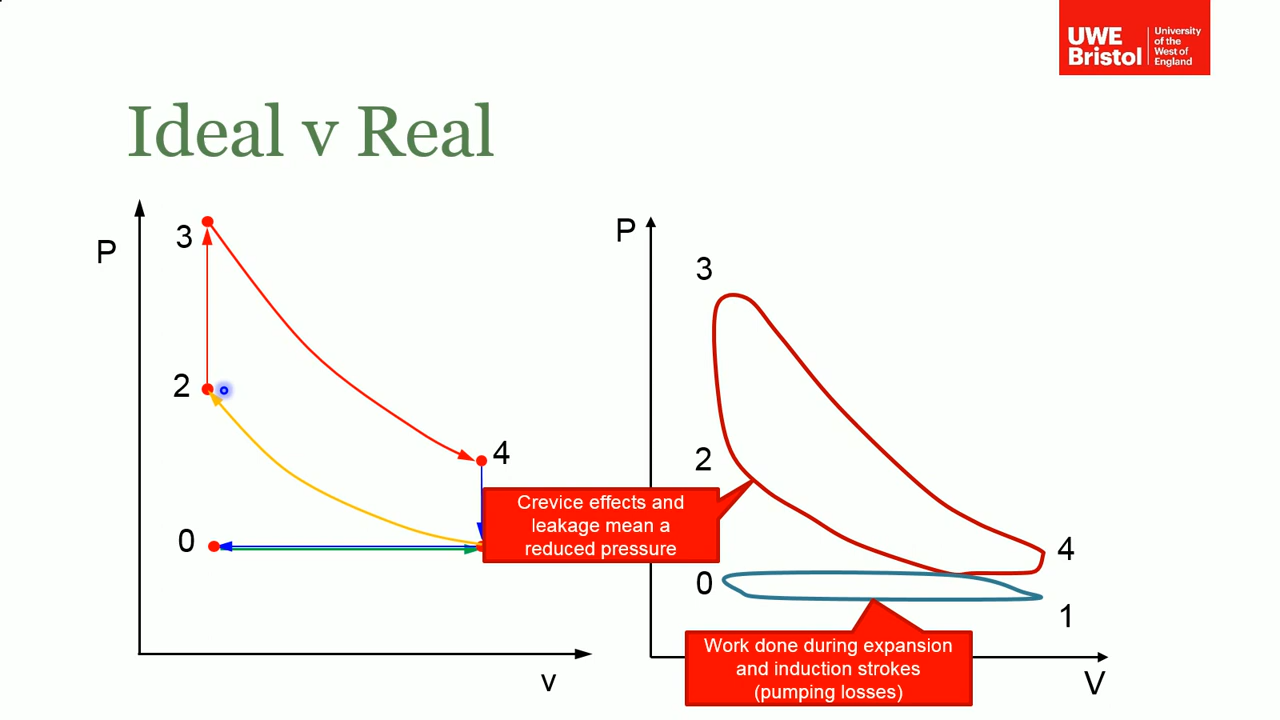 UWE
Bristol
University
of the
West of
England
Ideal v Real
P
3
2
4
0
v
P
3
2
4
0
1
V
Crevice effects and
leakage mean a
reduced pressure
Work done during expansion
and induction strokes
(pumping losses)